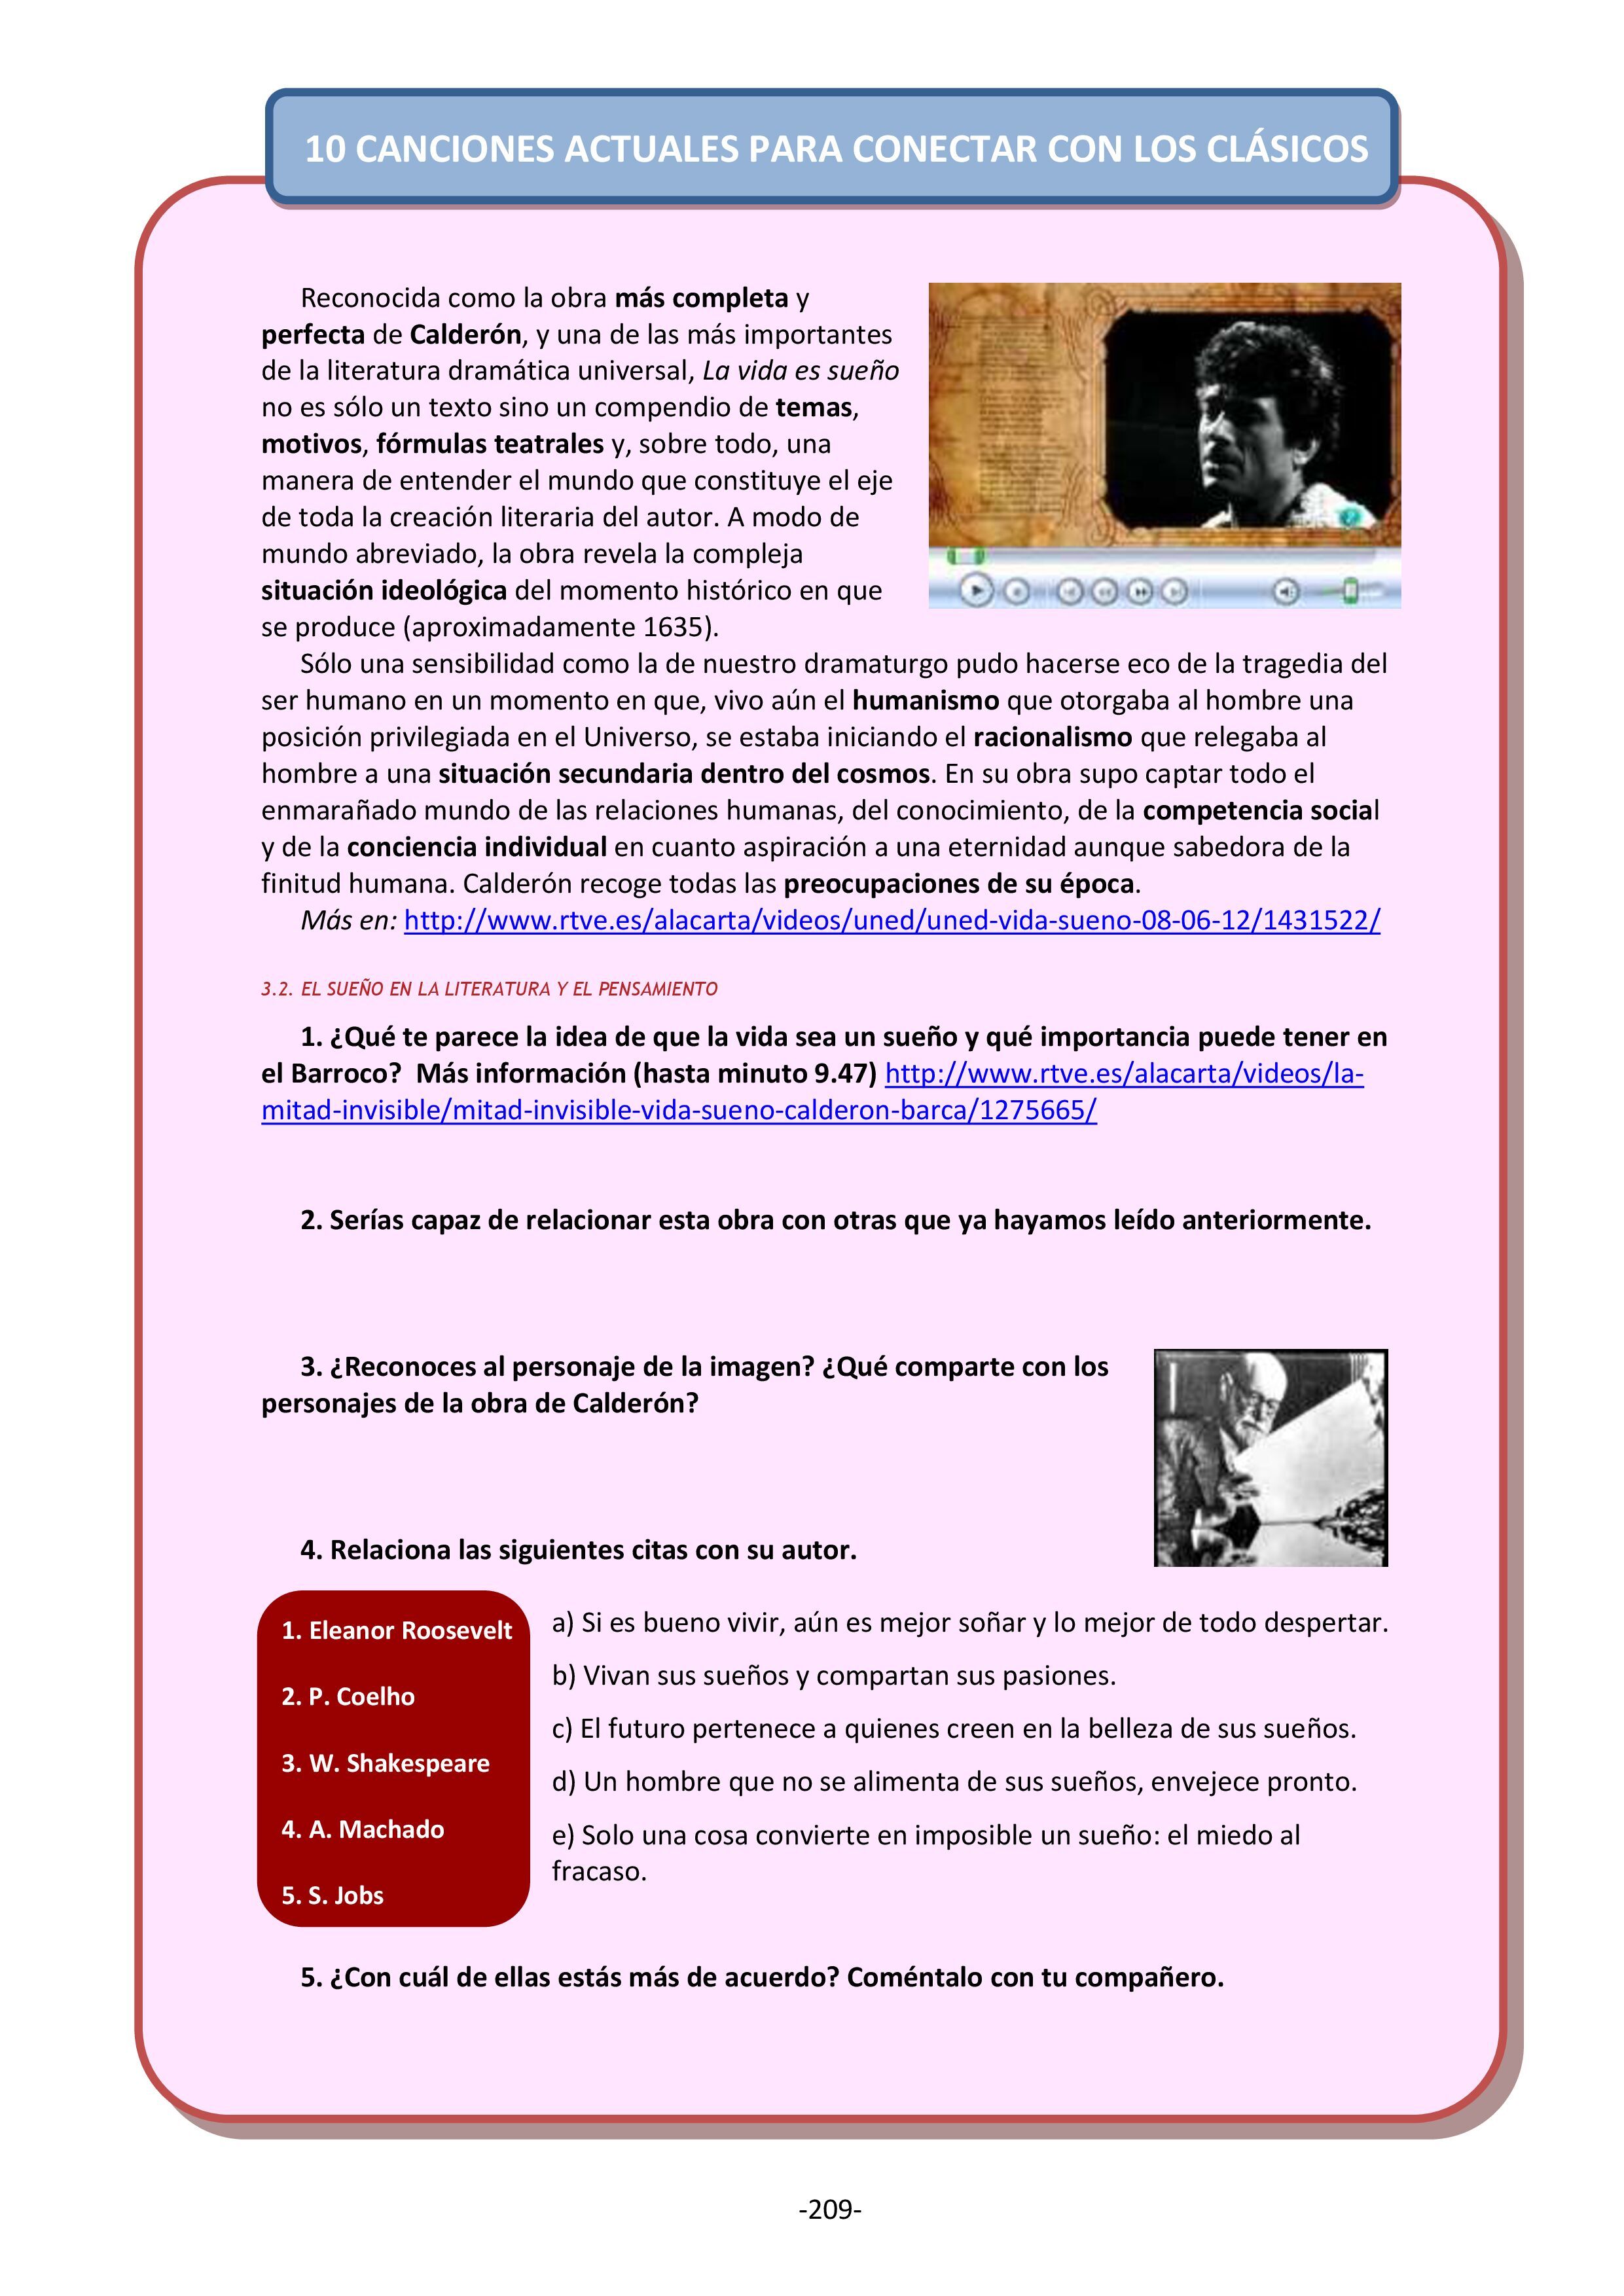 10 CANCIONES ACTUALES PARA CONECTAR CON LOS CLÁSICOS
Reconocida como la obra más completa y
perfecta de Calderón, y una de las más importantes
de la literatura dramática universal, La vida es sueño
no es sólo un texto sino un compendio de temas,
motivos, fórmulas teatrales y, sobre todo, una
manera de entender el mundo que constituye el eje
de toda la creación literaria del autor. A modo de
mundo abreviado, la obra revela la compleja
situación ideológica del momento histórico en que
se produce (aproximadamente 1635).
Sólo una sensibilidad como la de nuestro dramaturgo pudo hacerse eco de la tragedia del
ser humano en un momento en que, vivo aún el humanismo que otorgaba al hombre una
posición privilegiada en el Universo, se estaba iniciando el racionalismo que relegaba al
hombre a una situación secundaria dentro del cosmos. En su obra supo captar todo el
enmarañado mundo de las relaciones humanas, del conocimiento, de la competencia social
y de la conciencia individual en cuanto aspiración a una eternidad aunque sabedora de la
finitud humana. Calderón recoge todas las preocupaciones de su época.
Más en: http://www.rtve.es/alacarta/videos/uned/uned-vida-sueno-08-06-12/1431522/
3.2. EL SUEÑO EN LA LITERATURA Y EL PENSAMIENTO
1. ¿Qué te parece la idea de que la vida sea un sueño y qué importancia puede tener en
el Barroco? Más información (hasta minuto 9.47) http://www.rtve.es/alacarta/videos/la-
mitad-invisible/mitad-invisible-vida-sueno-calderon-barca/1275665/
2. Serías capaz de relacionar esta obra con otras que ya hayamos leído anteriormente.
3. ¿Reconoces al personaje de la imagen? ¿Qué comparte con los
personajes de la obra de Calderón?
4. Relaciona las siguientes citas con su autor.
1. Eleanor Roosevelt
2. P. Coelho
3. W. Shakespeare
4. A. Machado
5. S. Jobs
a) Si es bueno vivir, aún es mejor soñar y lo mejor de todo despertar.
b) Vivan sus sueños y compartan sus pasiones.
c) El futuro pertenece a quienes creen en la belleza de sus sueños.
d) Un hombre que no se alimenta de sus sueños, envejece pronto.
e) Solo una cosa convierte en imposible un sueño: el miedo al
fracaso.
5. ¿Con cuál de ellas estás más de acuerdo? Coméntalo con tu compañero.
-209-